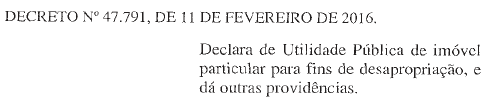 DECRETO Nº 47.791, DE 11 DE FEVEREIRO DE 2016.
Declara de Utilidade Pública de imóvel
particular para fins de desapropriação, e
dá outras providências.